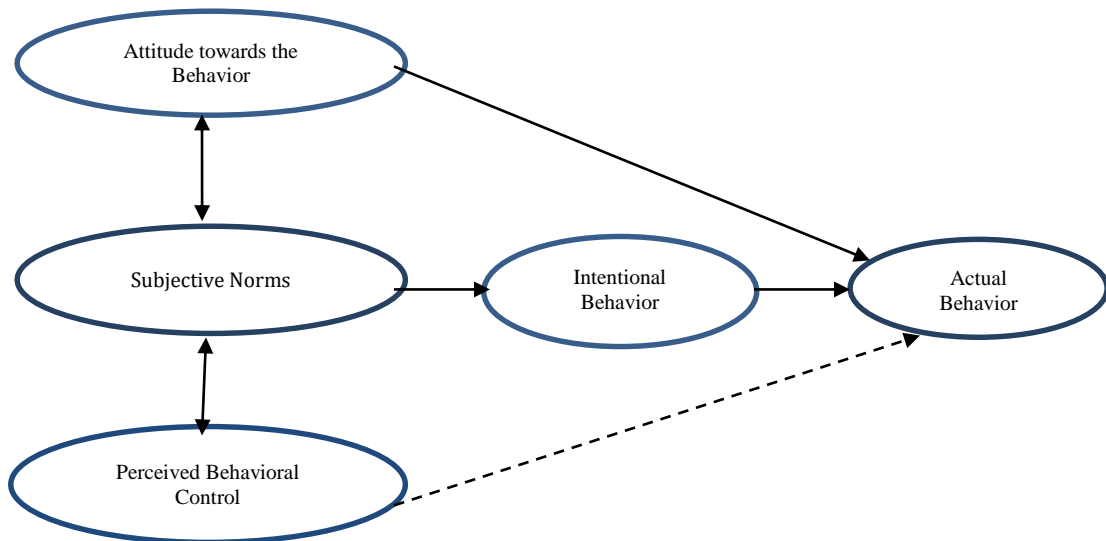 Attitude towards the
Behavior
Subjective Norms
Intentional
Behavior
Actual
Behavior
Perceived Behavioral
Control